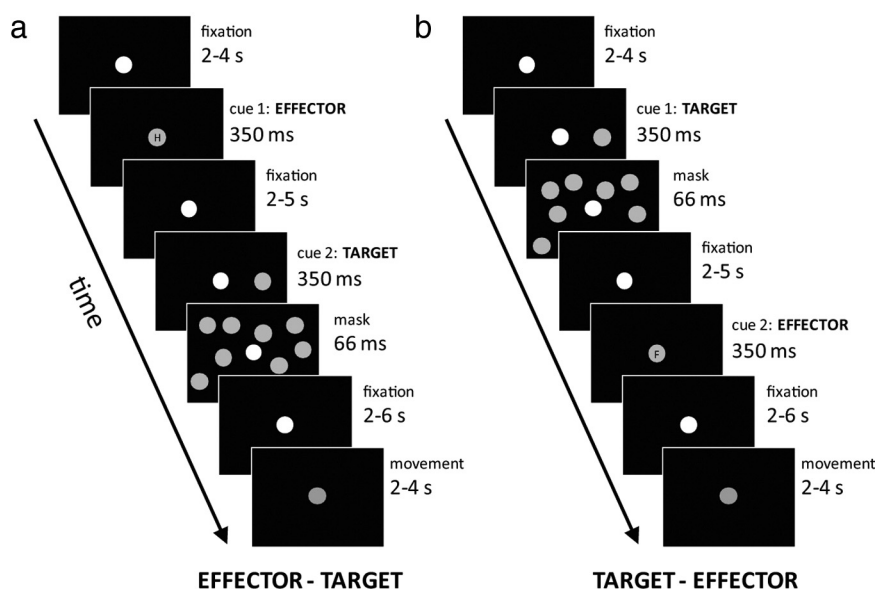 a
fixation
2-4 s
cue 1: EFFECTOR
350 ms
H
fixation
2-5 s
cue 2: TARGET
350 ms
mask
66 ms
fixation
2-6 s
movement
2-4 s
time
EFFECTOR - TARGET
b
fixation
2-4 s
cue 1: TARGET
350 ms
mask
66 ms
fixation
2-5 s
cue 2: EFFECTOR
350 ms
F
fixation
2-6 s
movement
2-4 s
TARGET - EFFECTOR